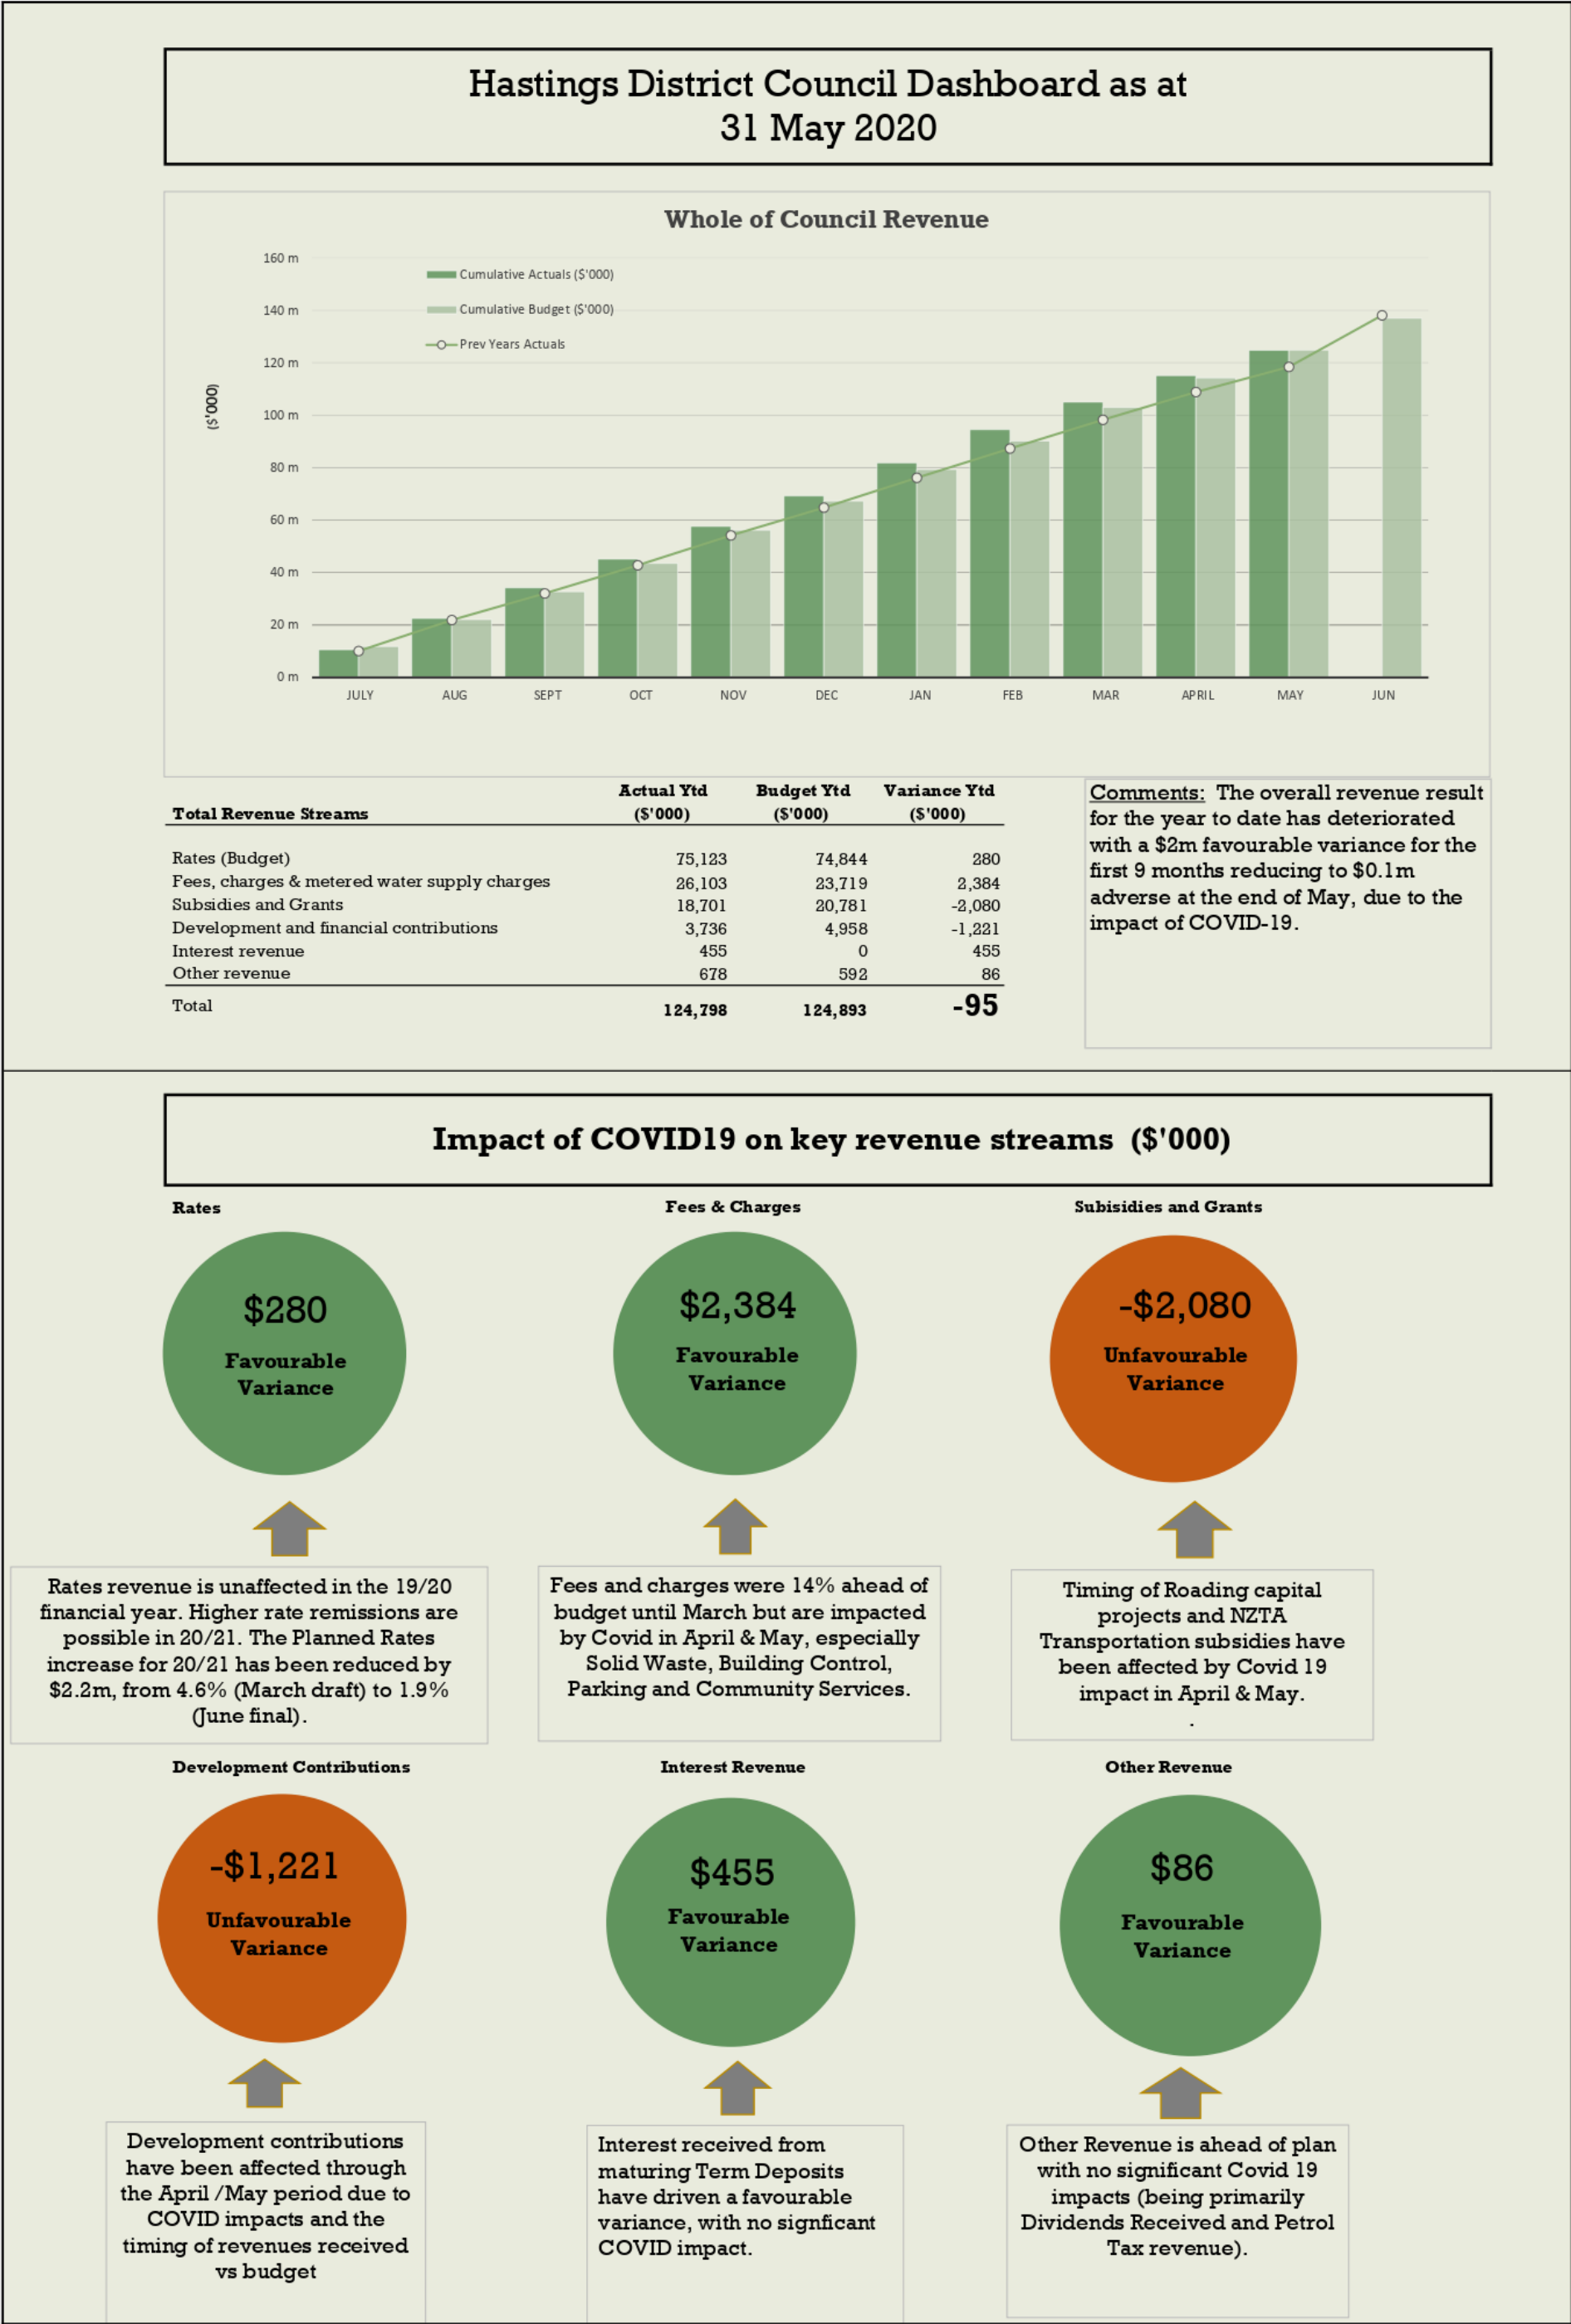 Hastings District Council Dashboard as at
31 May 2020
Whole of Council Revenue
160 m
140 m
120 m
100 m
80 m
60 m
40 m
20 m
0 m
($'000)
Cumulative Actuals ($'000)
Cumulative Budget ($'000)
Prev Years Actuals
JULY AUG SEPT OCT NOV DEC JAN FEB MAR APRIL MAY JUN
Actual Ytd Budget Ytd Variance Ytd
Total Revenue Streams ($'000) ($'000) ($'000)
Rates (Budget) 75,123 74,844 280
Fees, charges & metered water supply charges 26,103 23,719 2,384
Subsidies and Grants 18,701 20,781 -2,080
Development and financial contributions 3,736 4,958 -1,221
Interest revenue 455 0 455
Other revenue 678 592 86
Total 124,798 124,893 -95
Comments: The overall revenue result
for the year to date has deteriorated
with a $2m favourable variance for the
first 9 months reducing to $0.1m
adverse at the end of May, due to the
impact of COVID-19.
Impact of COVID19 on key revenue streams ($'000)
Rates
$280
Favourable
Variance
Rates revenue is unaffected in the 19/20
financial year. Higher rate remissions are
possible in 20/21. The Planned Rates
increase for 20/21 has been reduced by
$2.2m, from 4.6% (March draft) to 1.9%
(June final).
Fees & Charges
$2,384
Favourable
Variance
Fees and charges were 14% ahead of
budget until March but are impacted
by Covid in April & May, especially
Solid Waste, Building Control,
Parking and Community Services.
Subisidies and Grants
-$2,080
Unfavourable
Variance
Timing of Roading capital
projects and NZTA
Transportation subsidies have
been affected by Covid 19
impact in April & May.
.
Development Contributions
-$1,221
Unfavourable
Variance
Development contributions
have been affected through
the April /May period due to
COVID impacts and the
timing of revenues received
vs budget
Interest Revenue
$455
Favourable
Variance
Interest received from
maturing Term Deposits
have driven a favourable
variance, with no signficant
COVID impact.
Other Revenue
$86
Favourable
Variance
Other Revenue is ahead of plan
with no significant Covid 19
impacts (being primarily
Dividends Received and Petrol
Tax revenue).